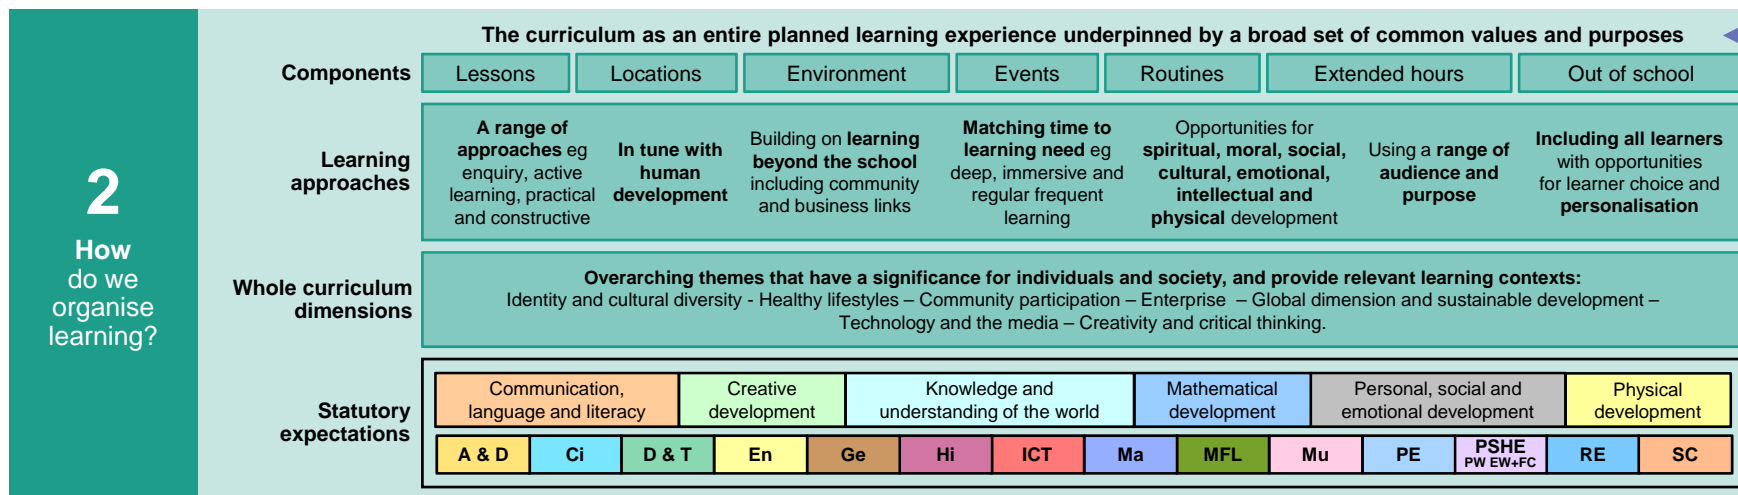 2
How
do we
organise
learning?
The curriculum as an entire planned learning experience underpinned by a broad set of common values and purposes
Components
Lessons
Locations
Environment
Events
Routines
Extended hours
Out of school
Learning
approaches
A range of
approaches eg
enquiry, active
learning, practical
and constructive
In tune with
human
development
Building on learning
beyond the school
including community
and business links
Matching time to
learning need eg
deep, immersive and
regular frequent
learning
Opportunities for
spiritual, moral, social,
cultural, emotional,
intellectual and
physical development
Using a range of
audience and
purpose
Including all learners
with opportunities
for learner choice and
personalisation
Whole curriculum
dimensions
Overarching themes that have a significance for individuals and society, and provide relevant learning contexts:
Identity and cultural diversity - Healthy lifestyles – Community participation – Enterprise – Global dimension and sustainable development –
Technology and the media – Creativity and critical thinking.
Statutory
expectations
Communication,
language and literacy
Creative
development
Knowledge and
understanding of the world
Mathematical
development
Personal, social and
emotional development
Physical
development
A & D
Ci
D & T
En
Ge
Hi
ICT
Ma
MFL
Mu
PE
PSHE
PW EW+FC
RE
SC